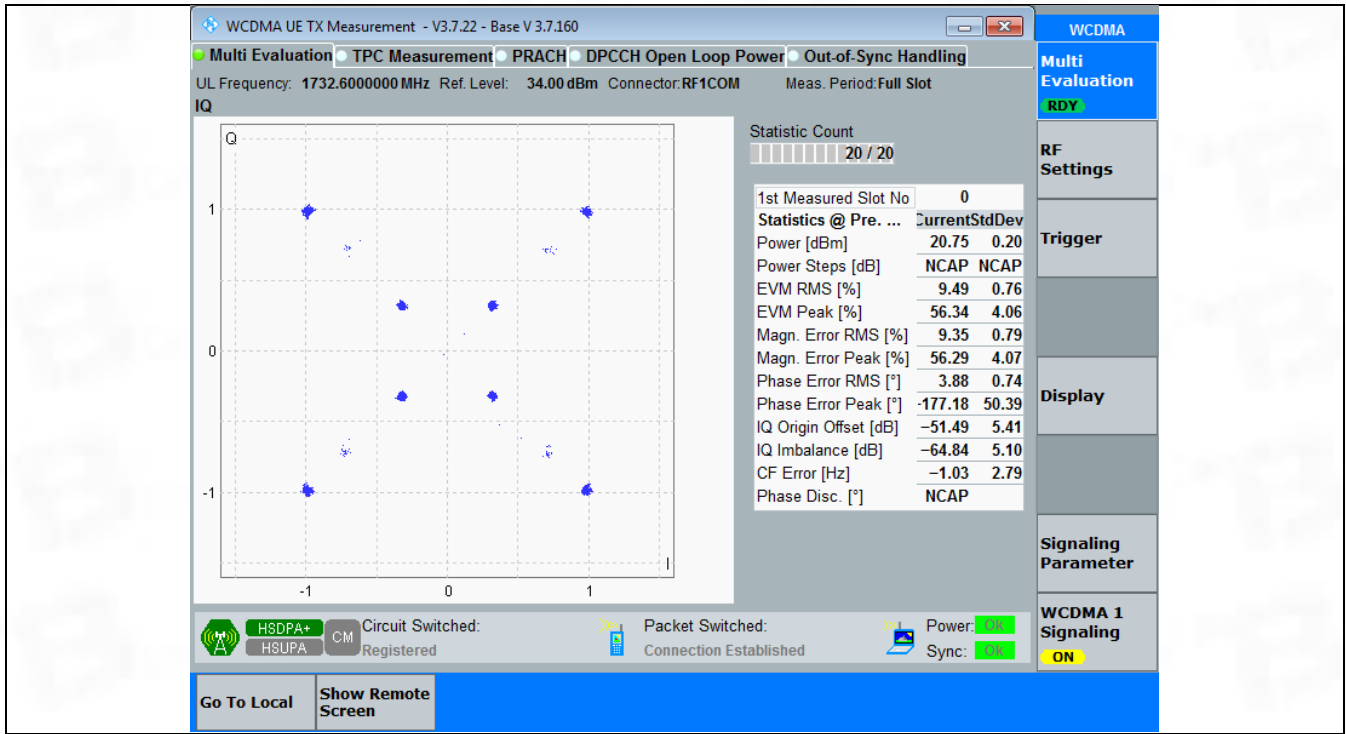 WCDMA UE TX Measurement - V3.7.22 - Base V 3.7.160
Multi Evaluation TPC Measurement PRACH DPCCH Open Loop Power Out-of-Sync Handling
UL Frequency: 1732.6000000 MHz Ref. Level: 34.00 dBm Connector: RF1COM Meas. Period: Full Slot
IQ
Q
1
0
-1
-1 0 1
I
Statistic Count
20 / 20
1st Measured Slot No 0
Statistics @ Pre. ... Current StdDev
Power [dBm] 20.75 0.20
Power Steps [dB] NCAP NCAP
EVM RMS [%] 9.49 0.76
EVM Peak [%] 56.34 4.06
Magn. Error RMS [%] 9.35 0.79
Magn. Error Peak [%] 56.29 4.07
Phase Error RMS [°] 3.88 0.74
Phase Error Peak [°] -177.18 50.39
IQ Origin Offset [dB] −51.49 5.41
IQ Imbalance [dB] −64.84 5.10
CF Error [Hz] −1.03 2.79
Phase Disc. [°] NCAP
WCDMA
Multi
Evaluation
RDY
RF
Settings
Trigger
Display
Signaling
Parameter
WCDMA 1
Signaling
ON
HSDPA+
HSUPA
CM
Circuit Switched:
Registered
Packet Switched:
Connection Established
Power: Ok
Sync: Ok
Go To Local
Show Remote
Screen